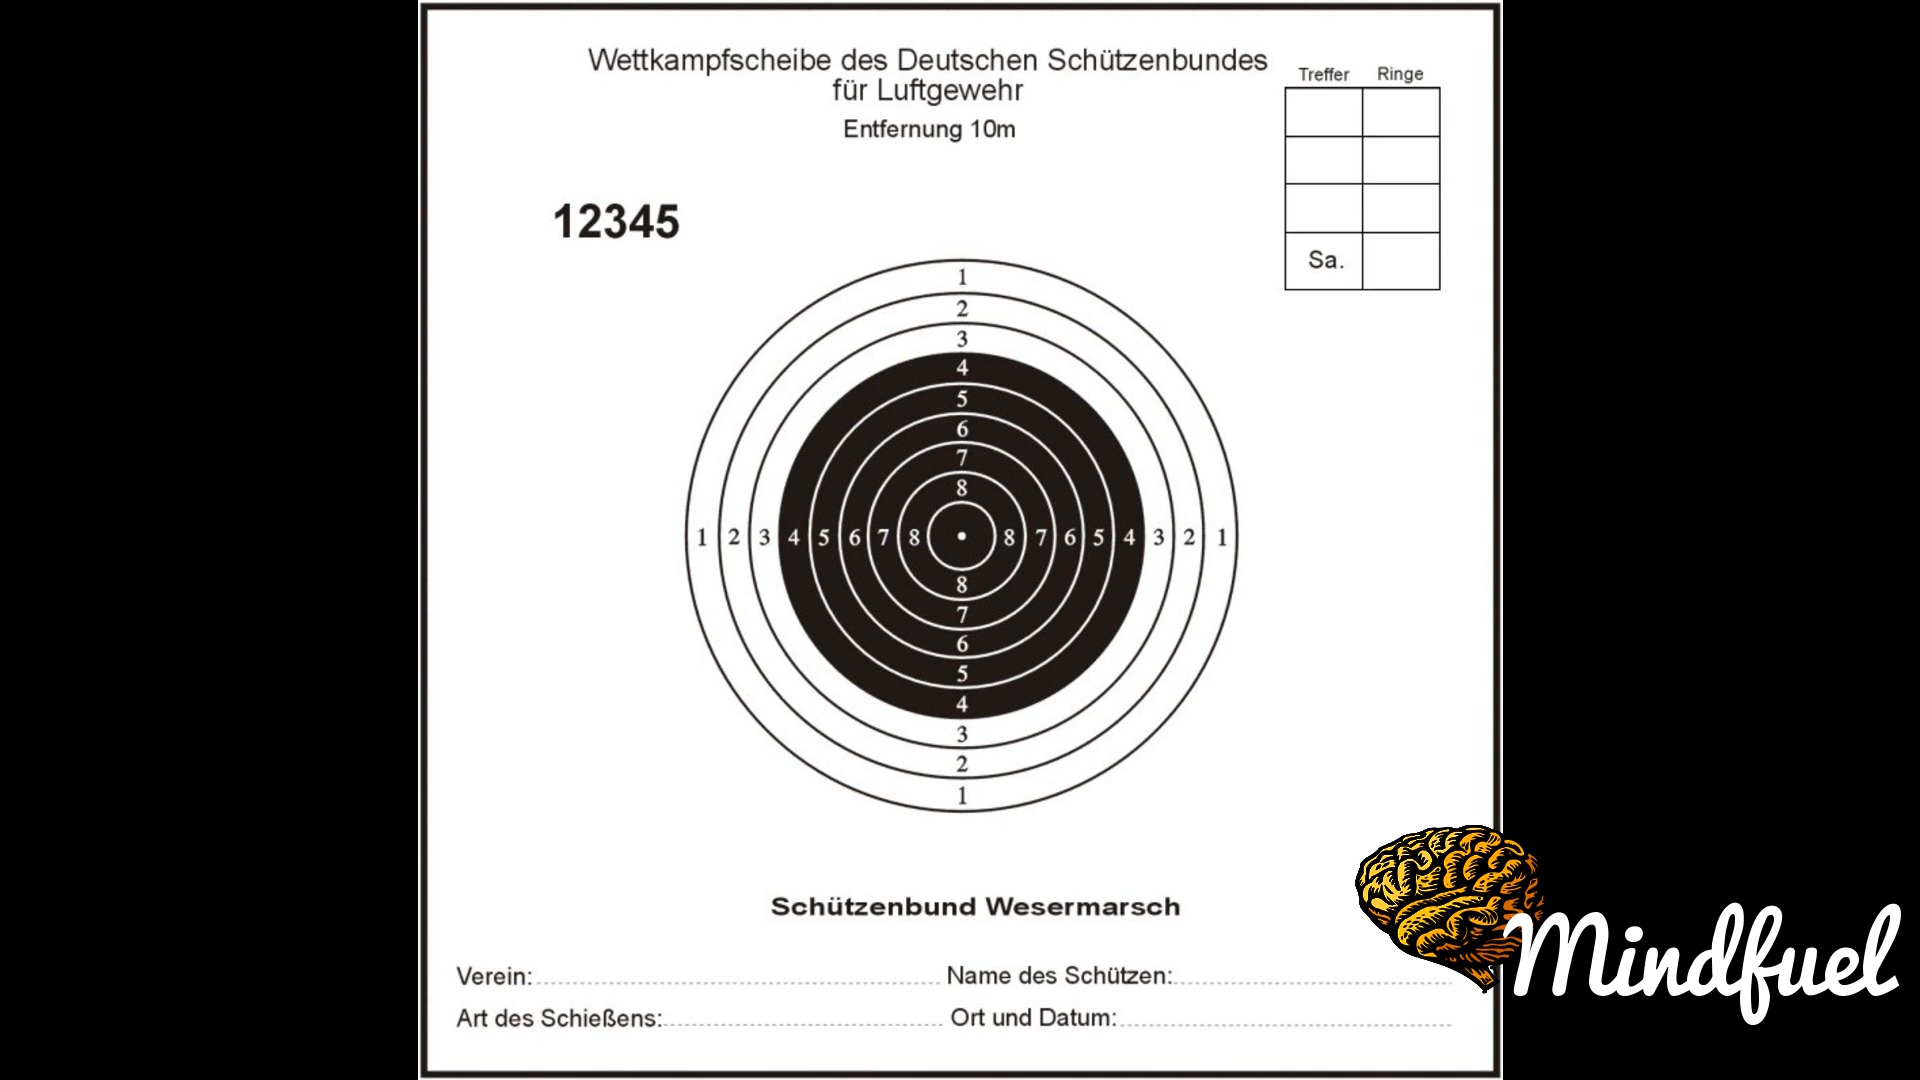 Wettkampfscheibe des Deutschen Schützenbundes
für Luftgewehr
Entfernung 10m
Treffer Ringe
12345
Sa.
1
2
3
4
5
6
7
8
1 2 3 4 5 6 7 8 8 7 6 5 4 3 2 1
8
7
6
5
4
3
2
1
Schützenbund Wesermarsch
Verein: Name des Schützen:
Art des Schießens: Ort und Datum:
Mindfuel